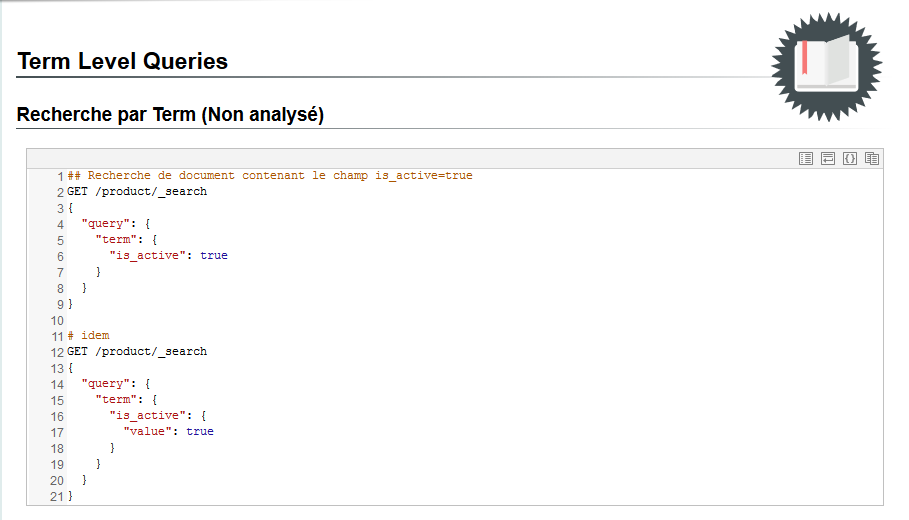 Term Level Queries
Recherche par Term (Non analysé)
1 ## Recherche de document contenant le champ is_active=true
2 GET /product/_search
3 {
4   "query": {
5     "term": {
6       "is_active": true
7     }
8   }
9 }
10
11 # idem
12 GET /product/_search
13 {
14   "query": {
15     "term": {
16       "is_active": {
17         "value": true
18       }
19     }
20   }
21 }